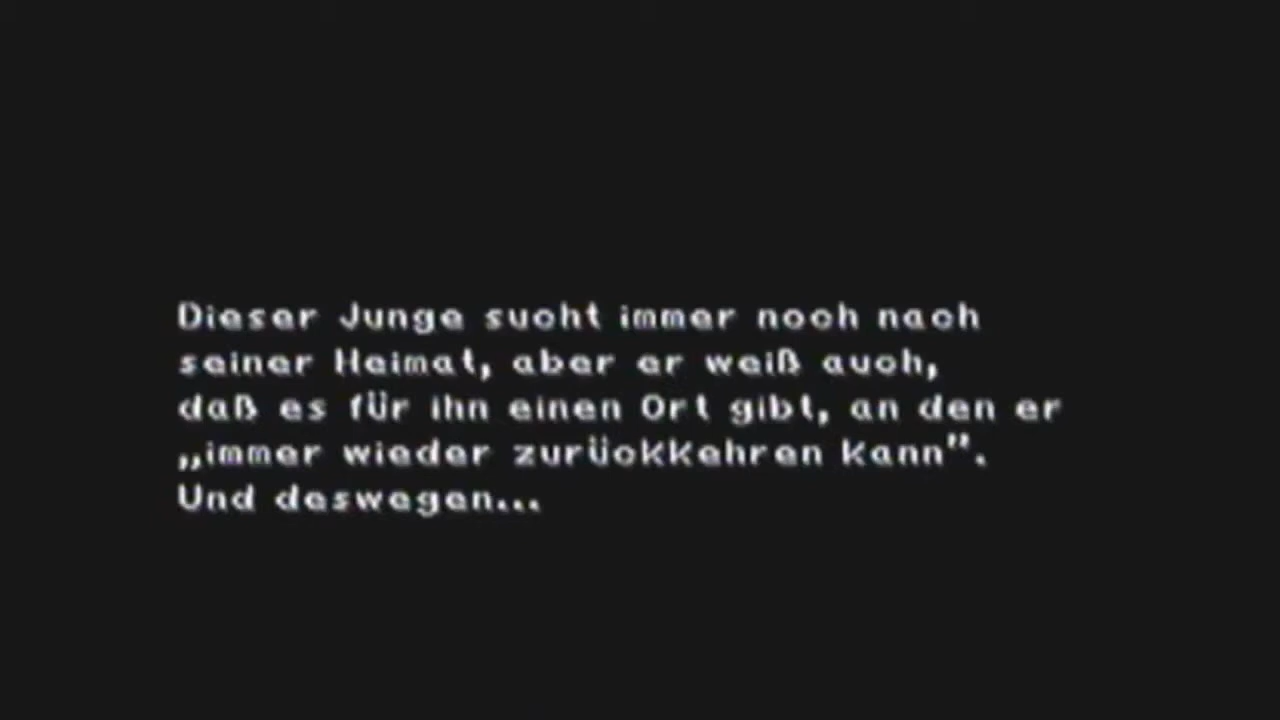 Dieser Junge sucht immer noch nach
seiner Heimat, aber er weiß auch,
daß es für ihn einen Ort gibt, an den er
„immer wieder zurückkehren kann”.
Und deswegen...